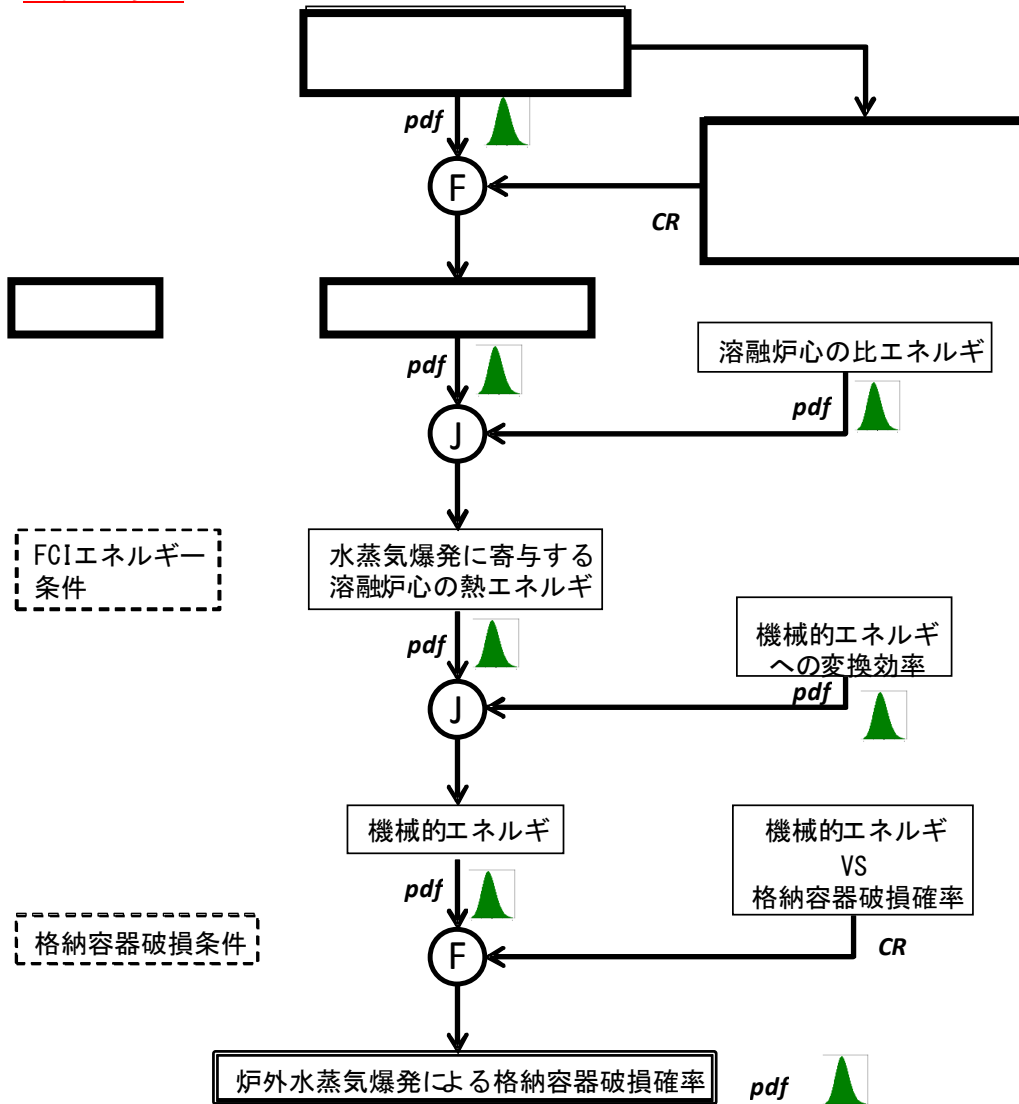 pdf
F
CR
溶融炉心の比エネルギ
pdf
pdf
J
FCIエネルギー
条件
水蒸気爆発に寄与する
溶融炉心の熱エネルギ
機械的エネルギ
への変換効率
pdf
pdf
J
機械的エネルギ
機械的エネルギ
VS
格納容器破損確率
pdf
格納容器破損条件
F
CR
炉外水蒸気爆発による格納容器破損確率
pdf